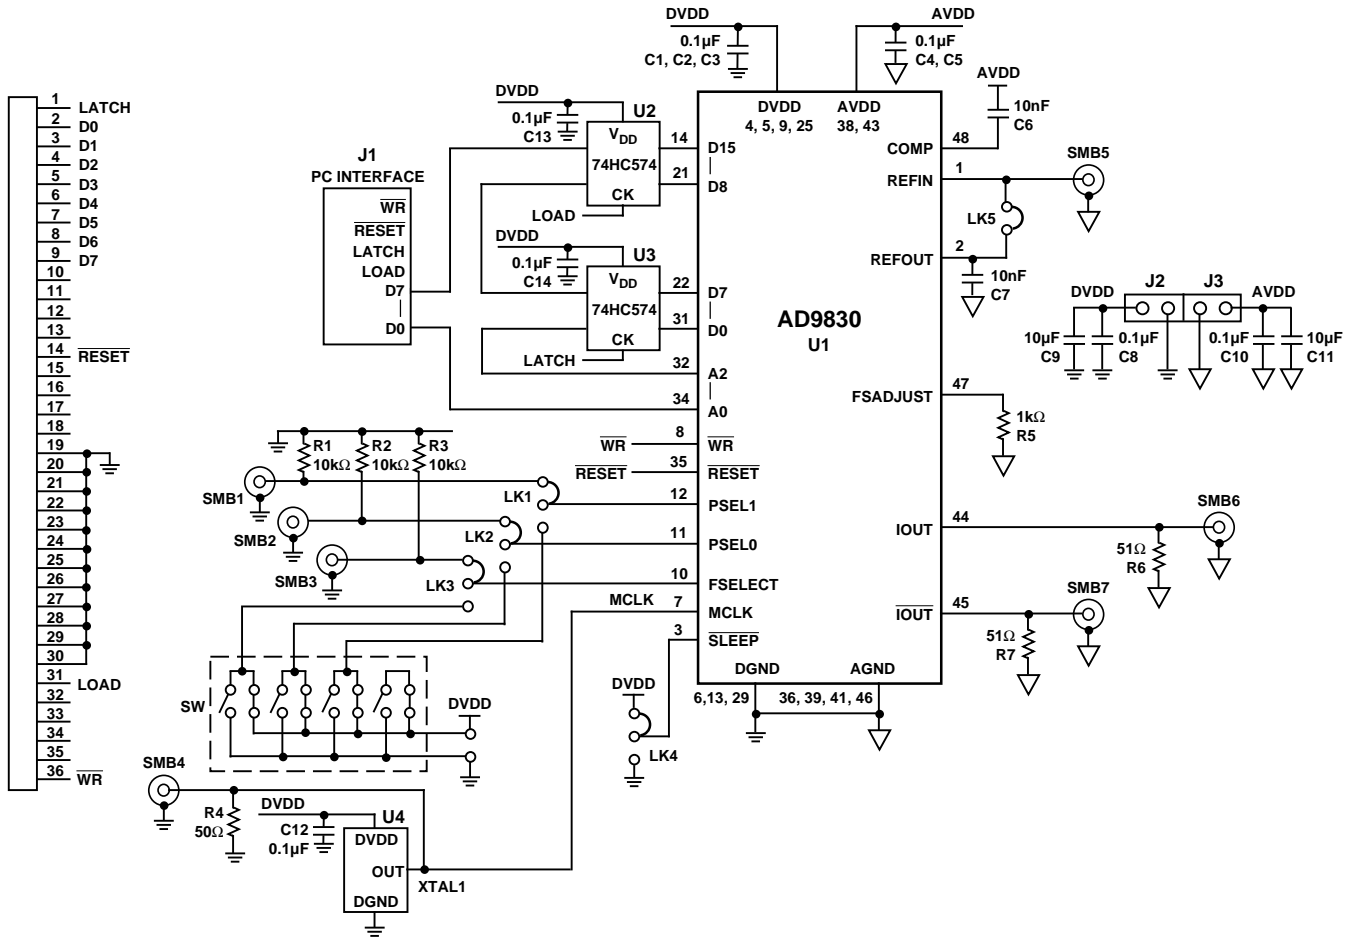 1 LATCH
2 D0
3 D1
4 D2
5 D3
6 D4
7 D5
8 D6
9 D7
10
11
12
13
14 R̅E̅S̅E̅T̅
15
16
17
18
19
20
21
22
23
24
25
26
27
28
29
30
31 LOAD
32
33
34
35
36 W̅R̅
J1
PC INTERFACE
W̅R̅
R̅E̅S̅E̅T̅
LATCH
LOAD
D7
D0
DVDD
0.1µF
C13
U2
VDD
74HC574
CK
LOAD
DVDD
0.1µF
C14
U3
VDD
74HC574
CK
LATCH
DVDD
0.1µF
C1, C2, C3
AVDD
0.1µF
C4, C5
DVDD
4, 5, 9, 25
AVDD
38, 43
14 D15
21 D8
22 D7
31 D0
32 A2
34 A0
W̅R̅ 8 W̅R̅
R̅E̅S̅E̅T̅ 35 R̅E̅S̅E̅T̅
12 PSEL1
11 PSEL0
10 FSELECT
MCLK 7 MCLK
3 S̅L̅E̅E̅P̅
AD9830
U1
DGND
6,13, 29
AGND
36, 39, 41, 46
COMP 48
AVDD
10nF
C6
REFIN 1
SMB5
LK5
REFOUT 2
10nF
C7
DVDD
J2
J3
AVDD
10µF
C9
0.1µF
C8
0.1µF
C10
10µF
C11
FSADJUST 47
1kΩ
R5
IOUT 44
SMB6
51Ω
R6
I̅O̅U̅T̅ 45
SMB7
51Ω
R7
R1
10kΩ
R2
10kΩ
R3
10kΩ
SMB1
SMB2
SMB3
LK1
LK2
LK3
SW
DVDD
DVDD
LK4
SMB4
R4
50Ω
DVDD
C12
0.1µF
U4
DVDD
OUT
DGND
XTAL1